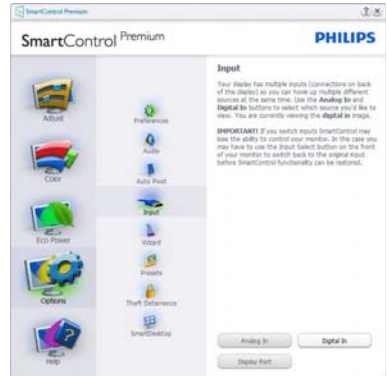 SmartControl Premium
SmartControl Premium
PHILIPS
Adjust
Color
Eco Power
Options
Help
Preferences
Audio
Auto Pivot
Input
Wizard
Presets
Theft Deterrence
SmartDesktop
Input
Your display has multiple inputs (connections on back
of the display) so you can hook up multiple different
sources at the same time. Use the Analog In and
Digital In buttons to select which source you'd like to
view. You are currently viewing the digital in image.
IMPORTANT! If you switch inputs SmartControl may
lose the ability to control your monitor. In that case you
may have to use the Input Select button on the front
of your monitor to switch back to the original input
before SmartControl functionality can be restored.
Analog In
Digital In
Display Port